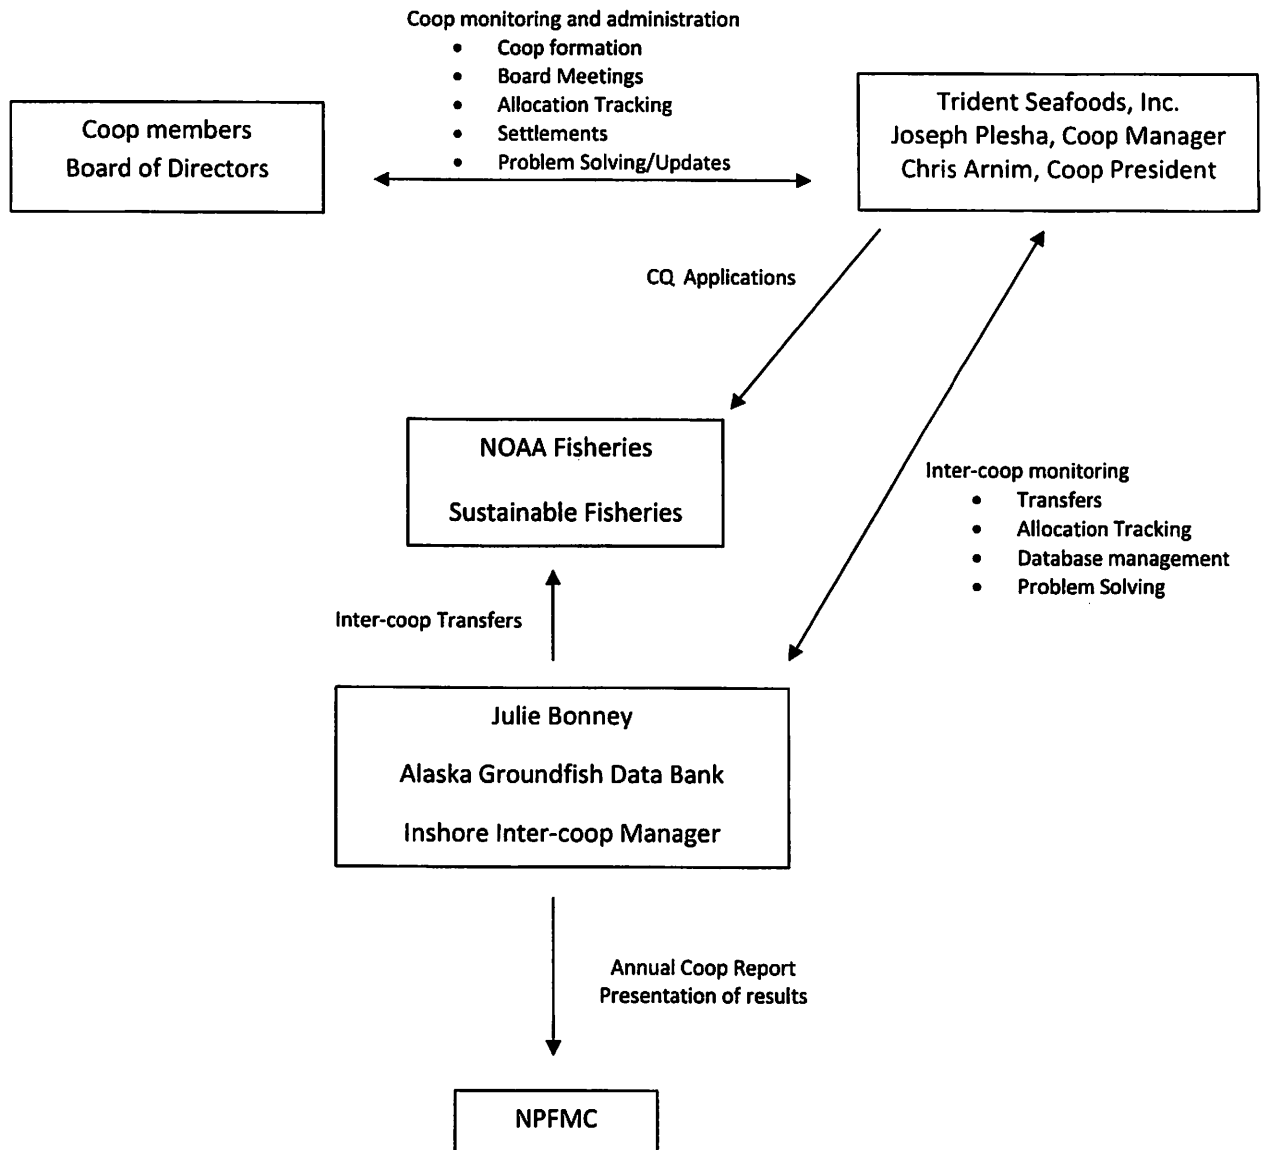 Coop monitoring and administration
• Coop formation
• Board Meetings
• Allocation Tracking
• Settlements
• Problem Solving/Updates
Coop members
Board of Directors
Trident Seafoods, Inc.
Joseph Plesha, Coop Manager
Chris Arnim, Coop President
CQ Applications
NOAA Fisheries
Sustainable Fisheries
Inter-coop monitoring
• Transfers
• Allocation Tracking
• Database management
• Problem Solving
Inter-coop Transfers
Julie Bonney
Alaska Groundfish Data Bank
Inshore Inter-coop Manager
Annual Coop Report
Presentation of results
NPFMC